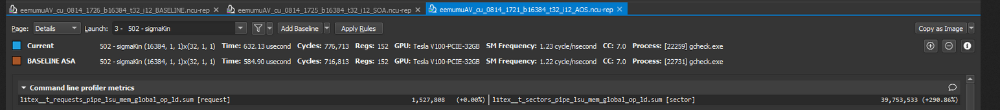 eemumuAV_cu_0814_1726_b16384_t32_i12_BASELINE.ncu-rep eemumuAV_cu_0814_1725_b16384_t32_i12_SOA.ncu-rep eemumuAV_cu_0814_1721_b16384_t32_i12_AOS.ncu-rep
Page: Details Launch: 3 - 502 - sigmaKin Add Baseline Apply Rules Copy as Image
Current 502 - sigmaKin (16384, 1, 1)x(32, 1, 1) Time: 632.13 usecond Cycles: 776,713 Regs: 152 GPU: Tesla V100-PCIE-32GB SM Frequency: 1.23 cycle/nsecond CC: 7.0 Process: [22259] gcheck.exe
BASELINE ASA 502 - sigmaKin (16384, 1, 1)x(32, 1, 1) Time: 584.90 usecond Cycles: 716,813 Regs: 152 GPU: Tesla V100-PCIE-32GB SM Frequency: 1.22 cycle/nsecond CC: 7.0 Process: [22731] gcheck.exe
Command line profiler metrics
l1tex__t_requests_pipe_lsu_mem_global_op_ld.sum [request] 1,527,808 (+0.00%) l1tex__t_sectors_pipe_lsu_mem_global_op_ld.sum [sector] 39,753,533 (+290.86%)